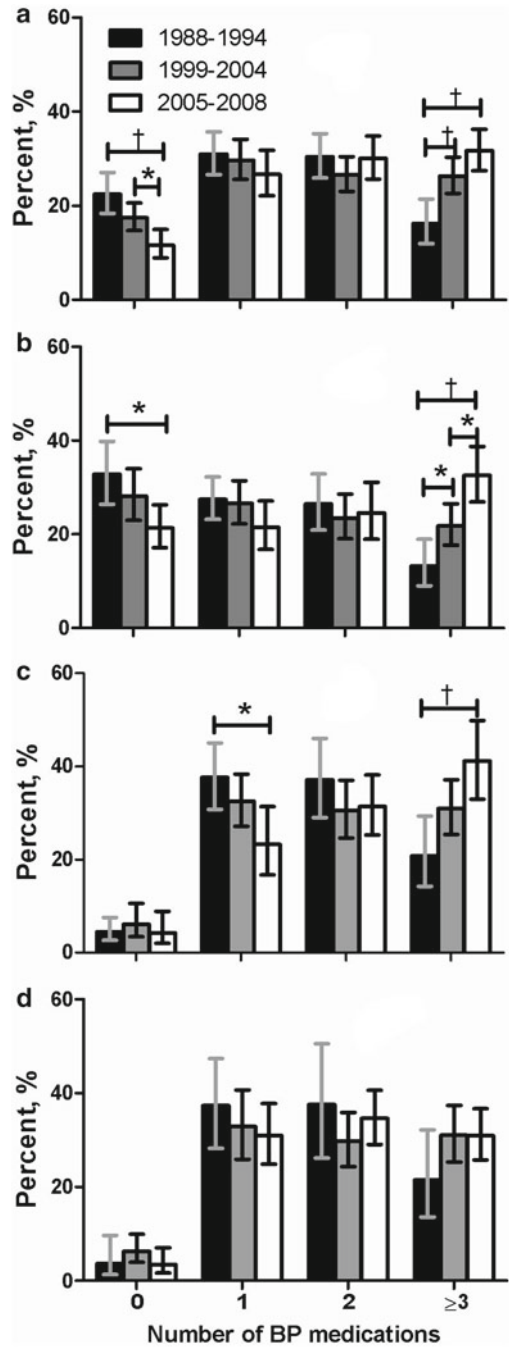 a
60
40
20
0
Percent, %
1988-1994
1999-2004
2005-2008
†
*
†
†
b
60
40
20
0
Percent, %
*
†
*
*
c
60
40
20
0
Percent, %
*
†
d
60
40
20
0
Percent, %
0 1 2 ≥3
Number of BP medications